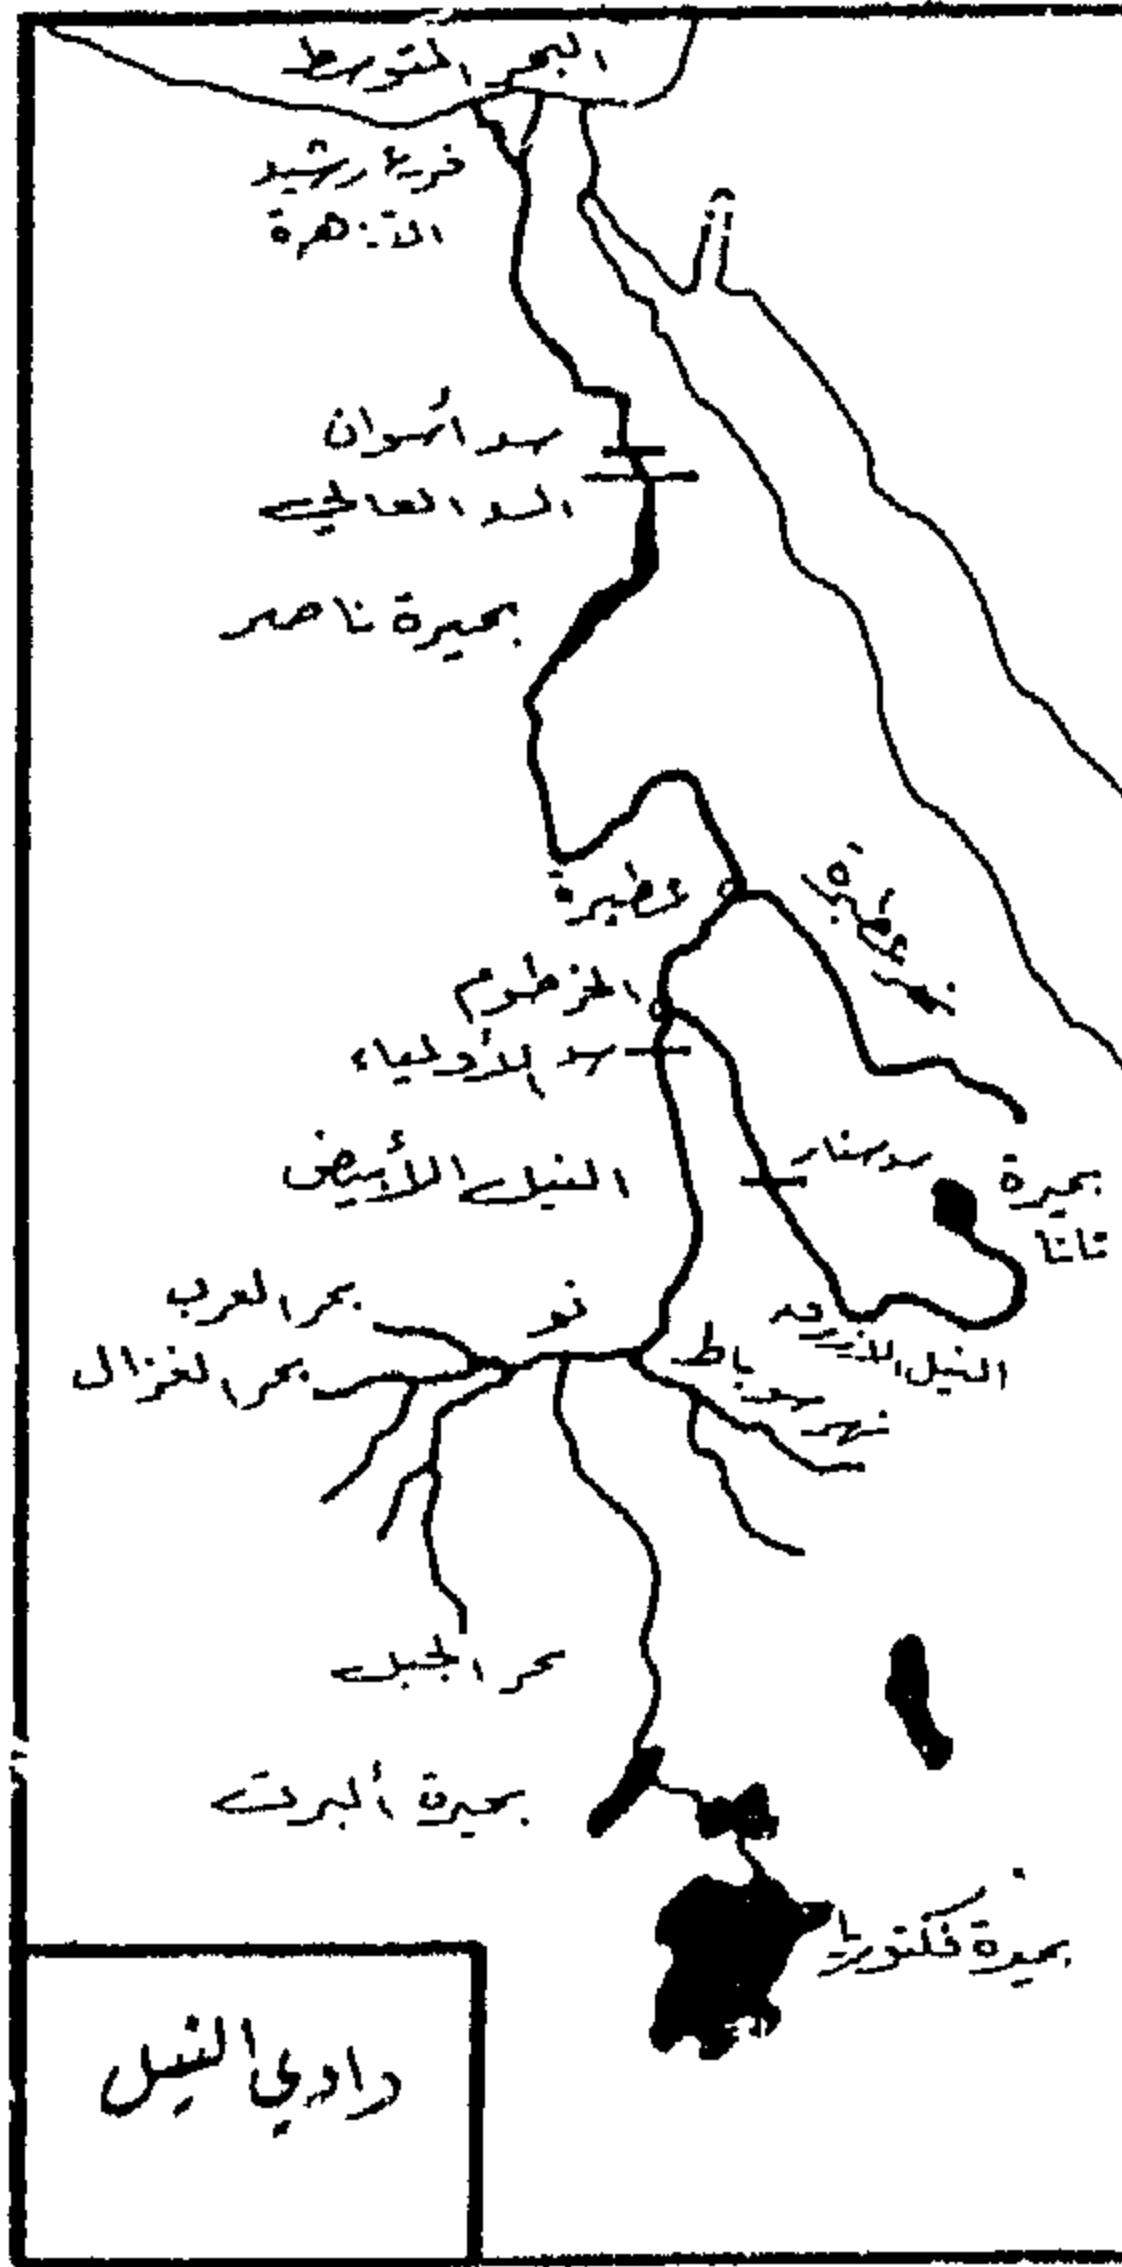 البحر المتوسط
فرع رشيد
القاهرة
سد أسوان
السد العالي
بحيرة ناصر
عطبرة
نهر عطبرة
الخرطوم
سد الأولياء
النيل الأبيض
سد سنار
بحيرة
تانا
بحر العرب
نو
النيل الأزرق
بحر الغزال
نهر سوباط
بحر الجبل
بحيرة ألبرت
بحيرة فكتوريا
وادي النيل